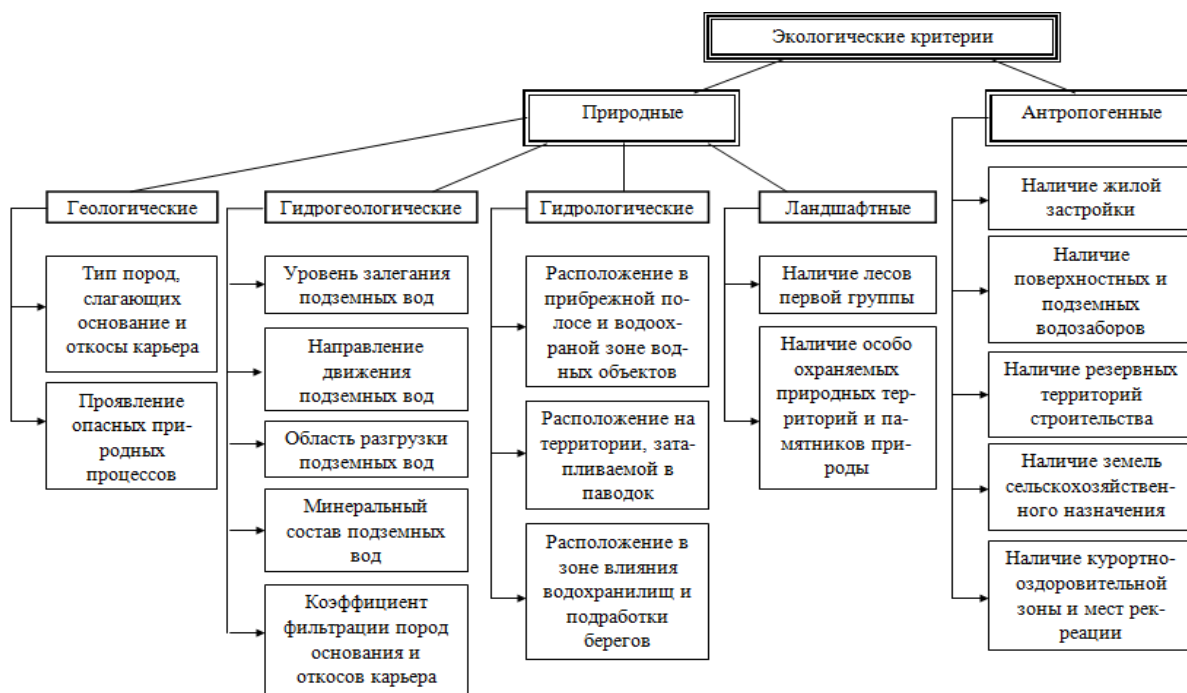 Экологические критерии
Природные
Антропогенные
Геологические
Гидрогеологические
Гидрологические
Ландшафтные
Тип пород,
слагающих
основание и
откосы карьера
Проявление
опасных при-
родных
процессов
Уровень залегания
подземных вод
Направление
движения
подземных вод
Область разгрузки
подземных вод
Минеральный
состав подземных
вод
Коэффициент
фильтрации пород
основания и
откосов карьера
Расположение в
прибрежной по-
лосе и водоох-
раной зоне вод-
ных объектов
Расположение на
территории, зата-
пливаемой в
паводок
Расположение в
зоне влияния
водохранилищ и
подработки
берегов
Наличие лесов
первой группы
Наличие особо
охраняемых
природных тер-
риторий и па-
мятников при-
роды
Наличие жилой
застройки
Наличие
поверхностных и
подземных
водозаборов
Наличие резервных
территорий
строительства
Наличие земель
сельскохозяйствен-
ного назначения
Наличие курортно-
оздоровительной
зоны и мест рек-
реации